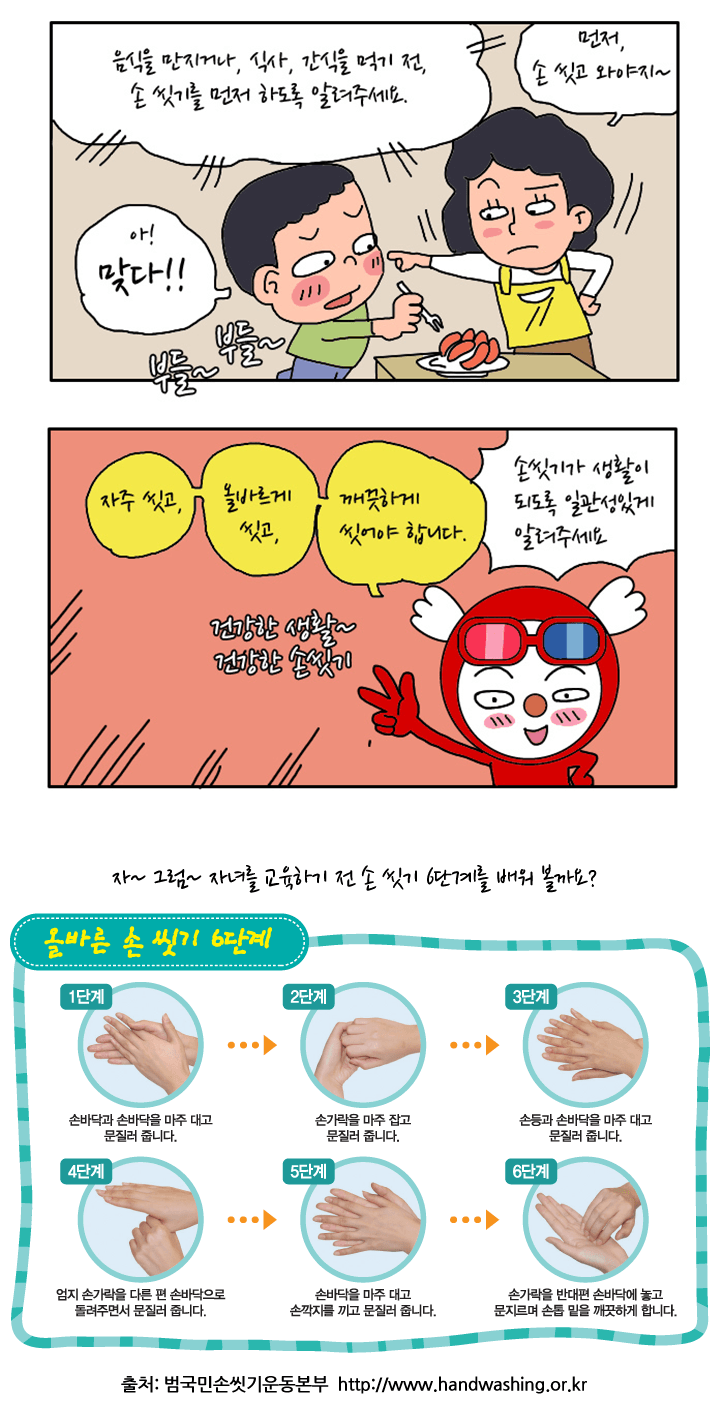 음식을 만지거나, 식사, 간식을 먹기 전,
손 씻기를 먼저 하도록 알려주세요.
먼저,
손 씻고 와야지~
아!
맞다!!
부들~
부들~
자주 씻고,
올바르게
씻고,
깨끗하게
씻어야 합니다.
손씻기가 생활이
되도록 일관성있게
알려주세요
건강한 생활~
건강한 손씻기
자~ 그럼~ 자녀를 교육하기 전 손 씻기 6단계를 배워 볼까요?
올바른 손 씻기 6단계
1단계
손바닥과 손바닥을 마주 대고
문질러 줍니다.
2단계
손가락을 마주 잡고
문질러 줍니다.
3단계
손등과 손바닥을 마주 대고
문질러 줍니다.
4단계
엄지 손가락을 다른 편 손바닥으로
돌려주면서 문질러 줍니다.
5단계
손바닥을 마주 대고
손깍지를 끼고 문질러 줍니다.
6단계
손가락을 반대편 손바닥에 놓고
문지르며 손톱 밑을 깨끗하게 합니다.
출처: 범국민손씻기운동본부 http://www.handwashing.or.kr